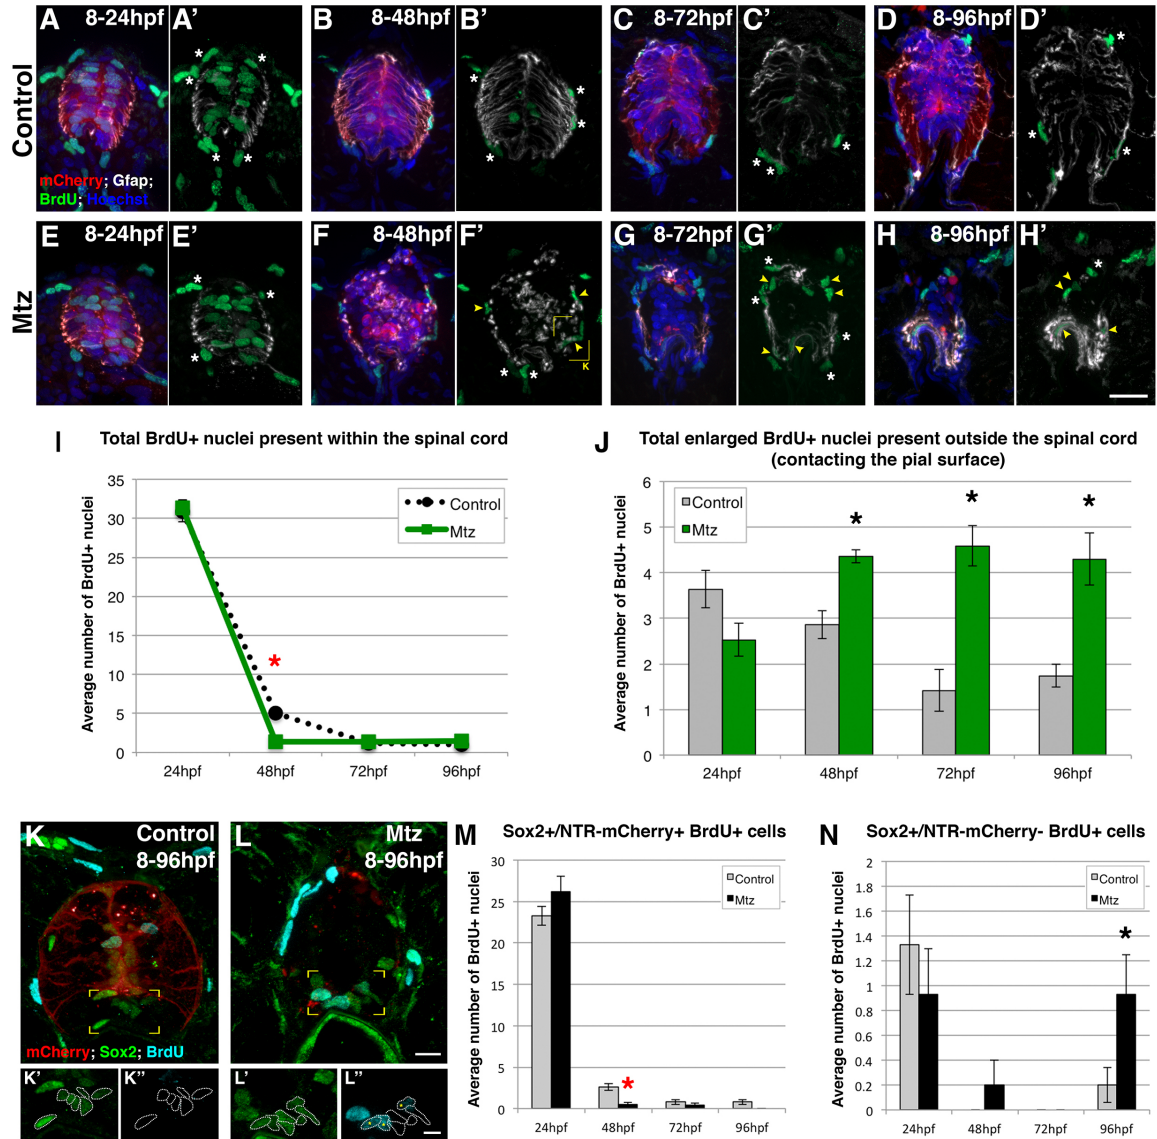 A 8-24hpf A' B 8-48hpf B' C 8-72hpf C' D 8-96hpf D'
Control
mCherry; Gfap;
BrdU; Hoechst
E 8-24hpf E' F 8-48hpf F' G 8-72hpf G' H 8-96hpf H'
Mtz
K
I Total BrdU+ nuclei present within the spinal cord
Average number of BrdU+ nuclei
35
30
25
20
15
10
5
0
24hpf 48hpf 72hpf 96hpf
Control
Mtz
*
J Total enlarged BrdU+ nuclei present outside the spinal cord
(contacting the pial surface)
Average number of BrdU+ nuclei
6
5
4
3
2
1
0
24hpf 48hpf 72hpf 96hpf
Control
Mtz
* * *
K Control
8-96hpf
mCherry; Sox2; BrdU
K' K''
L Mtz
8-96hpf
L' L''
M Sox2+/NTR-mCherry+ BrdU+ cells
Average number of BrdU+ nuclei
30
25
20
15
10
5
0
24hpf 48hpf 72hpf 96hpf
Control
Mtz
*
N Sox2+/NTR-mCherry- BrdU+ cells
Average number of BrdU+ nuclei
2
1.8
1.6
1.4
1.2
1
0.8
0.6
0.4
0.2
0
24hpf 48hpf 72hpf 96hpf
Control
Mtz
*